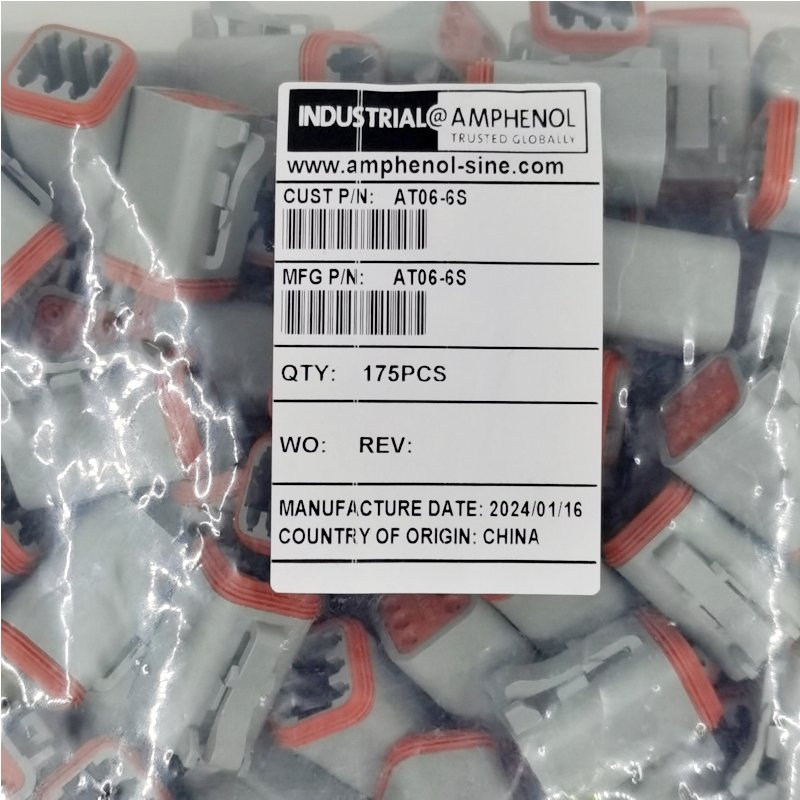 INDUSTRIAL@AMPHENOL
TRUSTED GLOBALLY
www.amphenol-sine.com
CUST P/N: AT06-6S
MFG P/N: AT06-6S
QTY: 175PCS
WO: REV:
MANUFACTURE DATE: 2024/01/16
COUNTRY OF ORIGIN: CHINA